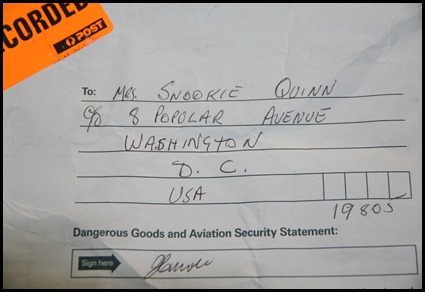 CORDED
POST
To: Mrs. SNOOKIE QUINN
C/O 8 POPULAR AVENUE
WASHINGTON
D. C.
USA
19805
Dangerous Goods and Aviation Security Statement:
Sign here